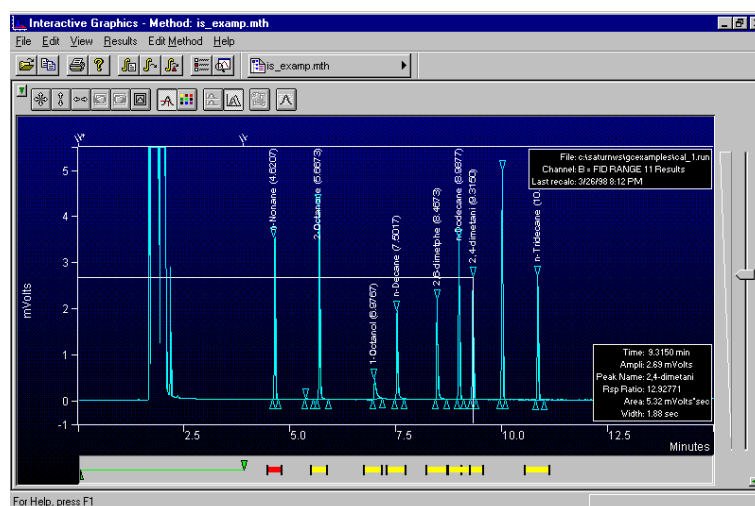 Interactive Graphics - Method: is_examp.mth
File Edit View Results Edit Method Help
is_examp.mth
File: c:\saturnws\gcexamples\cal_1.run
Channel: B = FID RANGE 11 Results
Last recalc: 3/26/98 8:12 PM
n-Nonane (4.6207)
2-Octanone (5.6673)
1-Octanol (6.9767)
n-Decane (7.5017)
2,6-dimetphe (8.4673)
n-Dodecane (8.9877)
2,4-dimetani (9.3150)
n-Tridecane (10.
5
4
3
2
1
0
-1
mVolts
Time: 9.3150 min
Ampli: 2.69 mVolts
Peak Name: 2,4-dimetani
Rsp Ratio: 12.92771
Area: 5.32 mVolts*sec
Width: 1.88 sec
2.5 5.0 7.5 10.0 12.5
Minutes
For Help, press F1